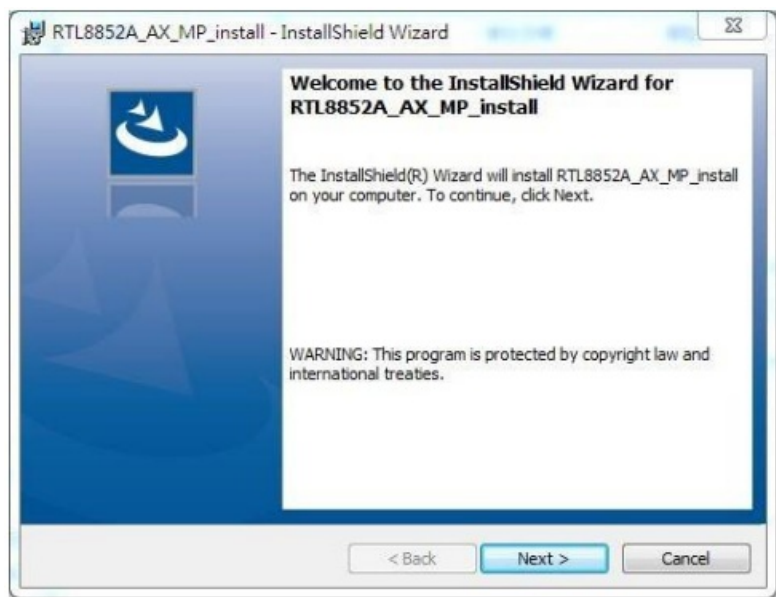 RTL8852A_AX_MP_install - InstallShield Wizard
Welcome to the InstallShield Wizard for
RTL8852A_AX_MP_install
The InstallShield(R) Wizard will install RTL8852A_AX_MP_install
on your computer. To continue, click Next.
WARNING: This program is protected by copyright law and
international treaties.
< Back
Next >
Cancel